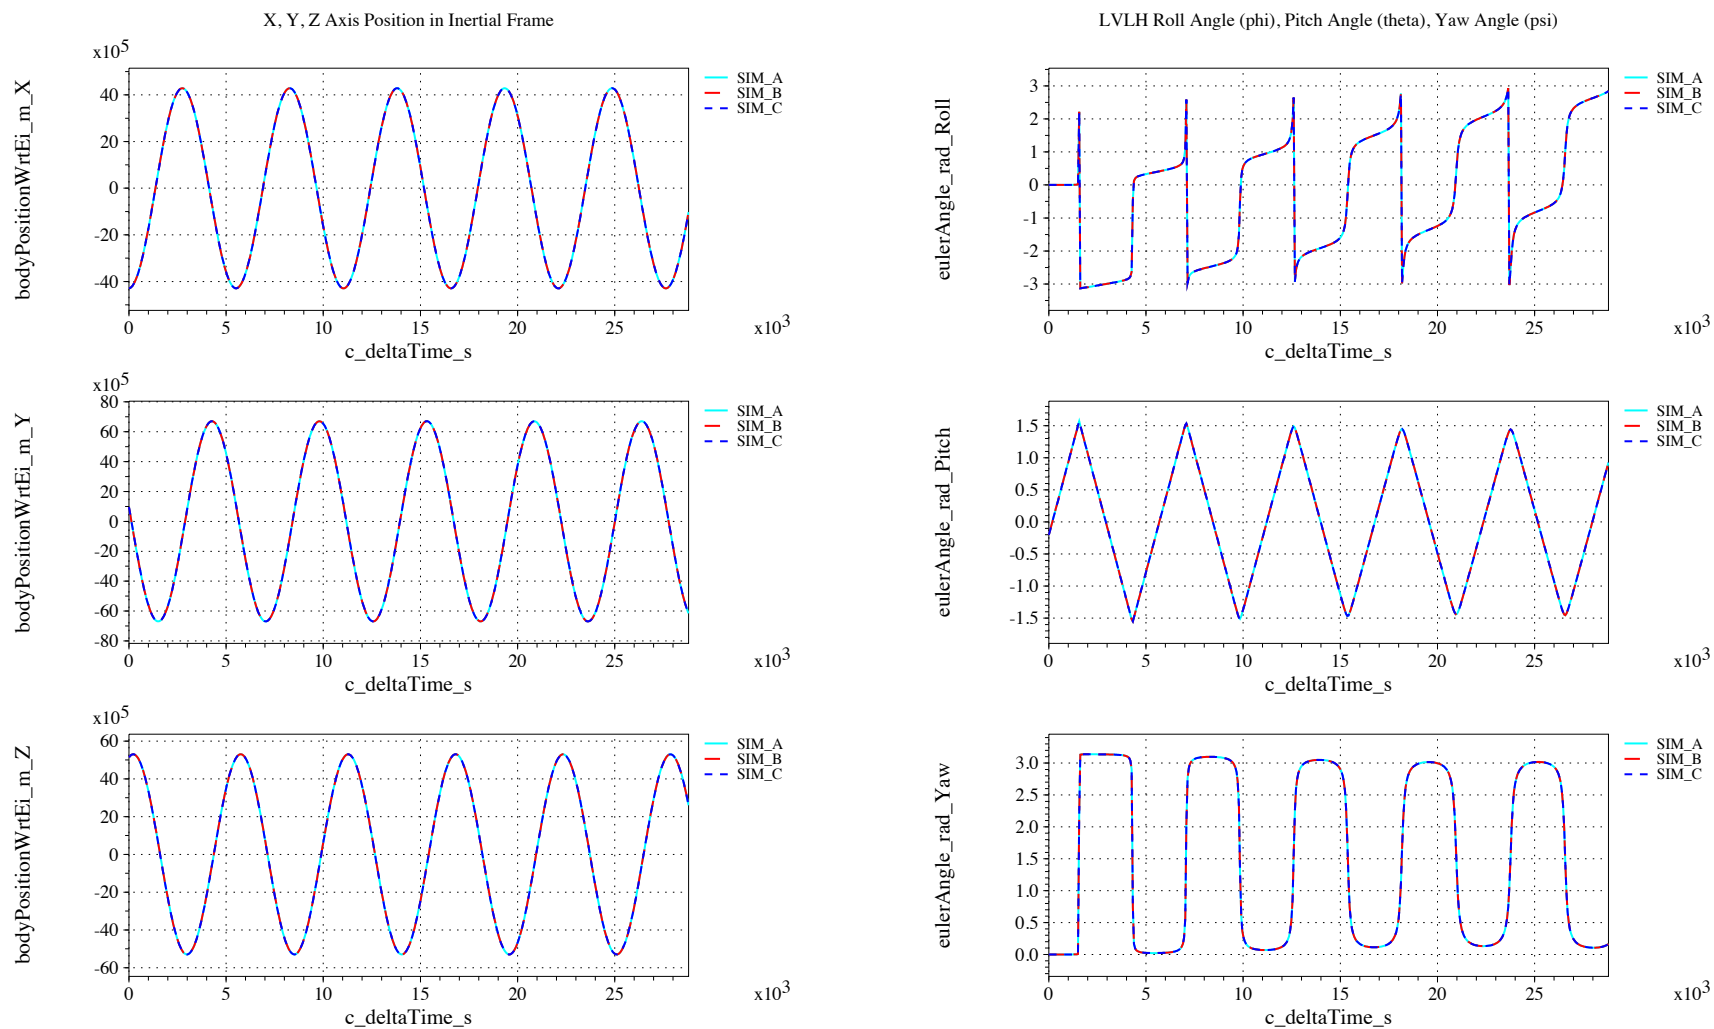 X, Y, Z Axis Position in Inertial Frame
x10^5
bodyPositionWrtEi_m_X
40
20
0
-20
-40
0 5 10 15 20 25
x10^3
c_deltaTime_s
SIM_A
SIM_B
SIM_C
x10^5
bodyPositionWrtEi_m_Y
80
60
40
20
0
-20
-40
-60
-80
0 5 10 15 20 25
x10^3
c_deltaTime_s
SIM_A
SIM_B
SIM_C
x10^5
bodyPositionWrtEi_m_Z
60
40
20
0
-20
-40
-60
0 5 10 15 20 25
x10^3
c_deltaTime_s
SIM_A
SIM_B
SIM_C
LVLH Roll Angle (phi), Pitch Angle (theta), Yaw Angle (psi)
eulerAngle_rad_Roll
3
2
1
0
-1
-2
-3
0 5 10 15 20 25
x10^3
c_deltaTime_s
SIM_A
SIM_B
SIM_C
eulerAngle_rad_Pitch
1.5
1.0
0.5
0.0
-0.5
-1.0
-1.5
0 5 10 15 20 25
x10^3
c_deltaTime_s
SIM_A
SIM_B
SIM_C
eulerAngle_rad_Yaw
3.0
2.5
2.0
1.5
1.0
0.5
0.0
0 5 10 15 20 25
x10^3
c_deltaTime_s
SIM_A
SIM_B
SIM_C